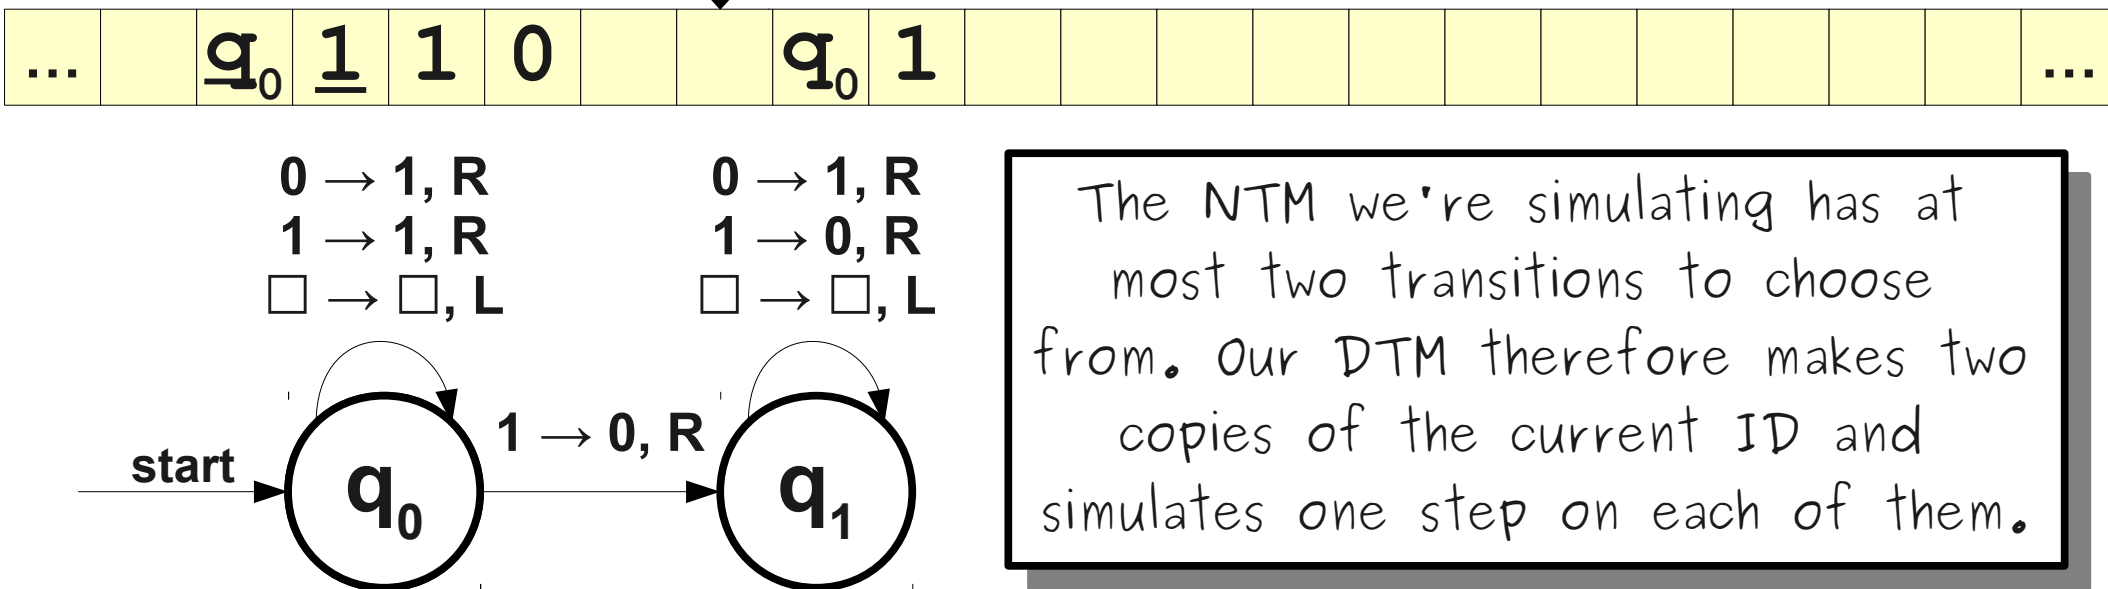 ... q₀ 1 1 0 q₀ 1 ...
0 → 1, R
1 → 1, R
☐ → ☐, L
0 → 1, R
1 → 0, R
☐ → ☐, L
start
q₀
1 → 0, R
q₁
The NTM we're simulating has at
most two transitions to choose
from. Our DTM therefore makes two
copies of the current ID and
simulates one step on each of them.